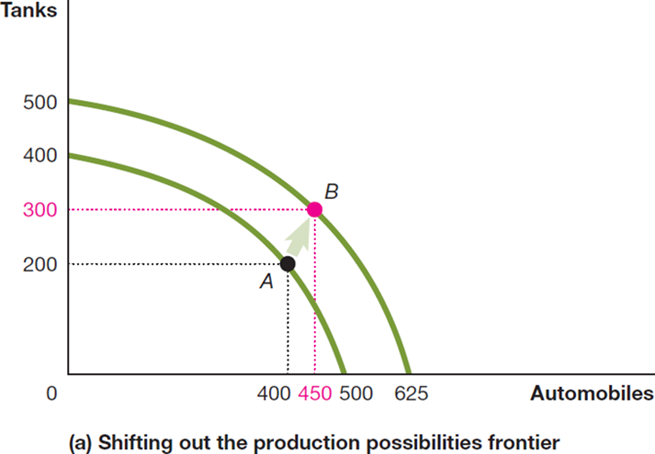 Tanks
500
400
300
200
B
A
0
400 450 500 625 Automobiles
(a) Shifting out the production possibilities frontier